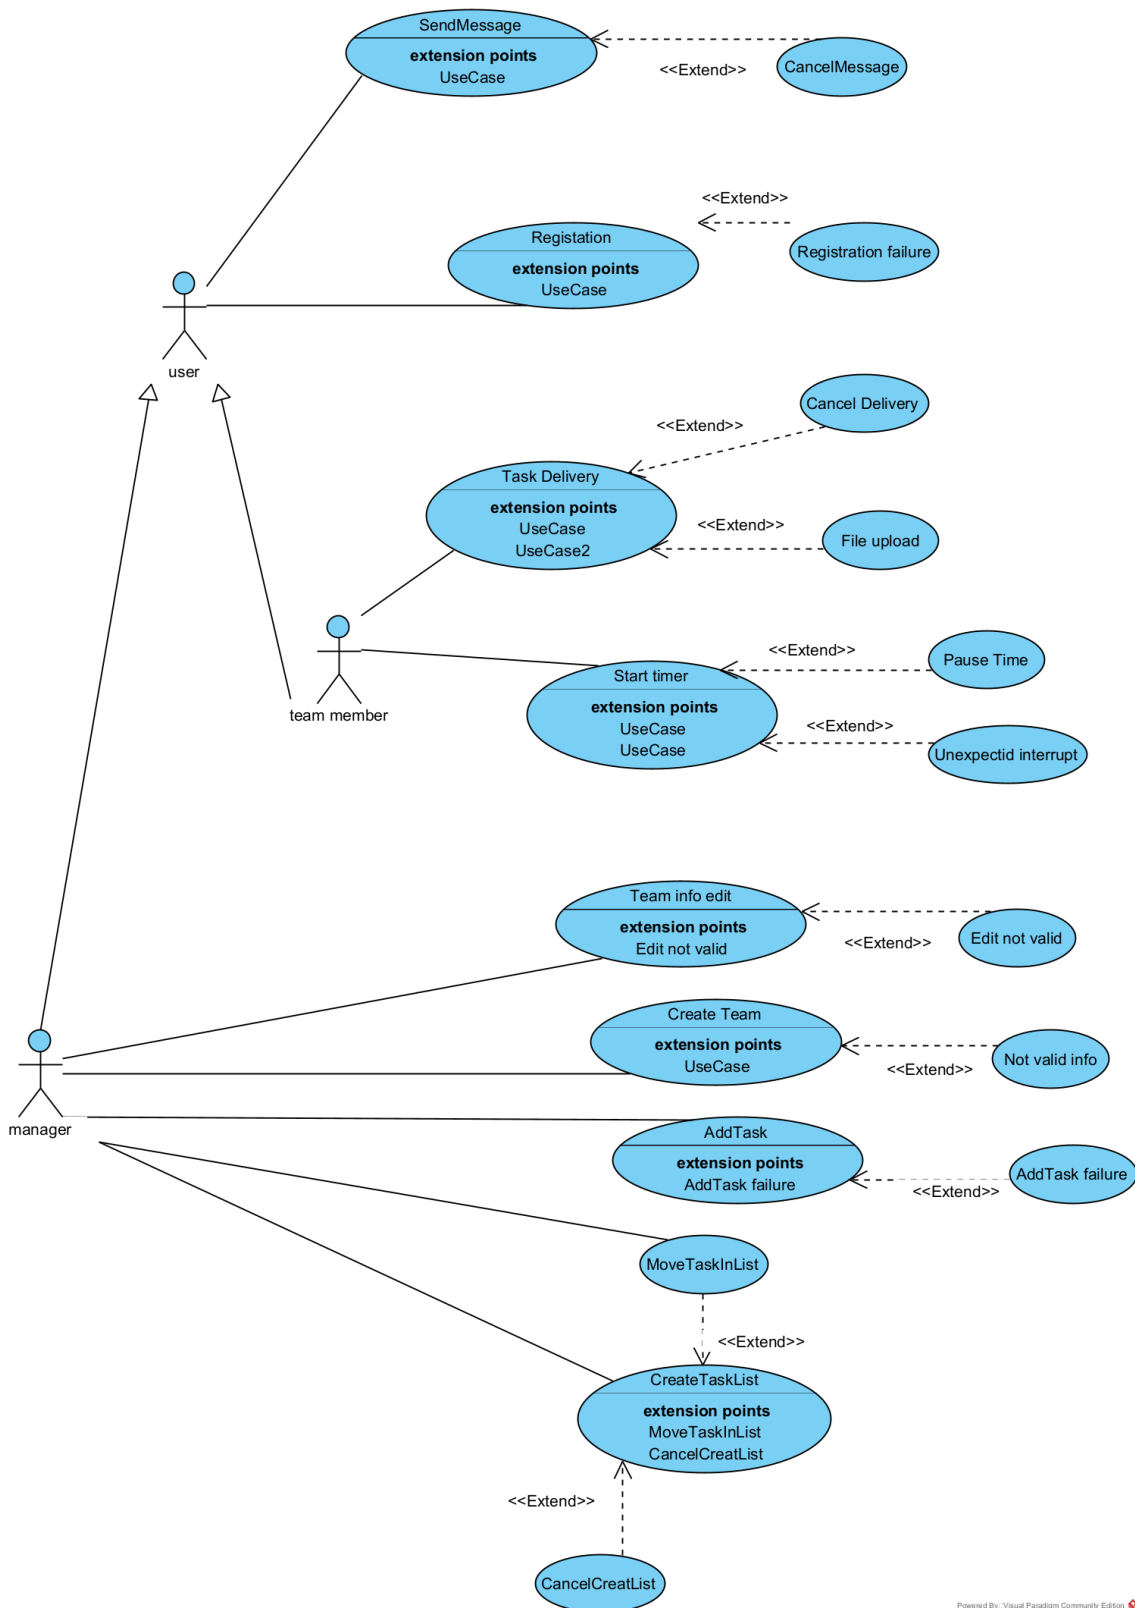 SendMessage
extension points
UseCase
<<Extend>>
CancelMessage
<<Extend>>
Registation
extension points
UseCase
Registration failure
user
Cancel Delivery
<<Extend>>
Task Delivery
extension points
UseCase
UseCase2
<<Extend>>
File upload
team member
<<Extend>>
Pause Time
Start timer
extension points
UseCase
UseCase
<<Extend>>
Unexpectid interrupt
Team info edit
extension points
Edit not valid
<<Extend>>
Edit not valid
Create Team
extension points
UseCase
<<Extend>>
Not valid info
manager
AddTask
extension points
AddTask failure
<<Extend>>
AddTask failure
MoveTaskInList
<<Extend>>
CreateTaskList
extension points
MoveTaskInList
CancelCreatList
<<Extend>>
CancelCreatList
Powered By: Visual Paradigm Community Edition